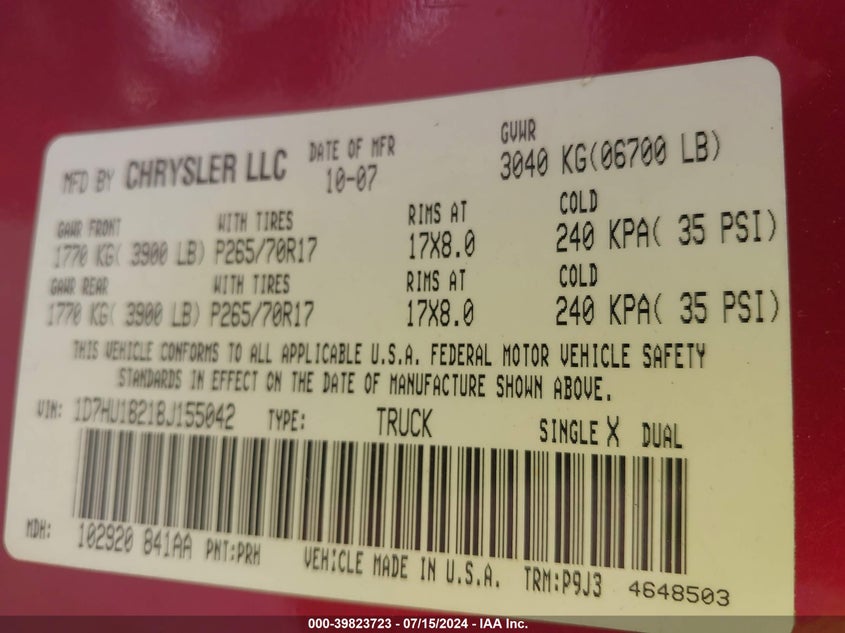 MFD BY CHRYSLER LLC DATE OF MFR 10-07 GVWR 3040 KG(06700 LB)
GAWR FRONT WITH TIRES RIMS AT COLD
1770 KG( 3900 LB) P265/70R17 17X8.0 240 KPA( 35 PSI)
GAWR REAR WITH TIRES RIMS AT COLD
1770 KG( 3900 LB) P265/70R17 17X8.0 240 KPA( 35 PSI)
THIS VEHICLE CONFORMS TO ALL APPLICABLE U.S.A. FEDERAL MOTOR VEHICLE SAFETY
STANDARDS IN EFFECT ON THE DATE OF MANUFACTURE SHOWN ABOVE.
VIN: 1D7HU18218J155042 TYPE: TRUCK SINGLE X DUAL
MDH: 102920 841AA PNT:PRH VEHICLE MADE IN U.S.A. TRM:P9J3 4648503
000-39823723 - 07/15/2024 - IAA Inc.